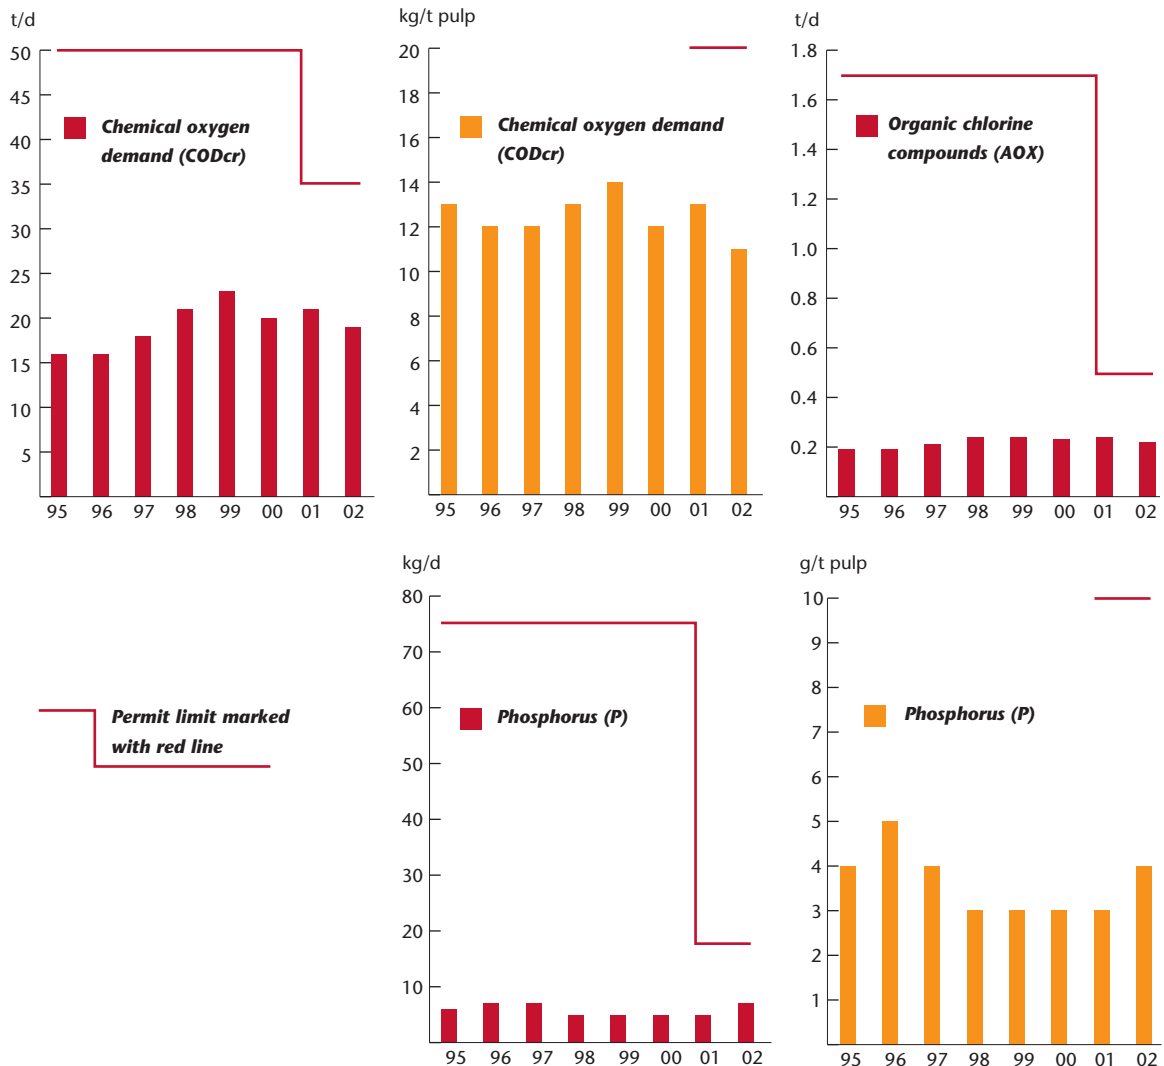 t/d
50
45
40
35
30
25
20
15
10
5
Chemical oxygen
demand (CODcr)
95 96 97 98 99 00 01 02
kg/t pulp
20
18
16
14
12
10
8
6
4
2
Chemical oxygen demand
(CODcr)
95 96 97 98 99 00 01 02
t/d
1.8
1.6
1.4
1.2
1.0
0.8
0.6
0.4
0.2
Organic chlorine
compounds (AOX)
95 96 97 98 99 00 01 02
Permit limit marked
with red line
kg/d
80
70
60
50
40
30
20
10
Phosphorus (P)
95 96 97 98 99 00 01 02
g/t pulp
10
9
8
7
6
5
4
3
2
1
Phosphorus (P)
95 96 97 98 99 00 01 02